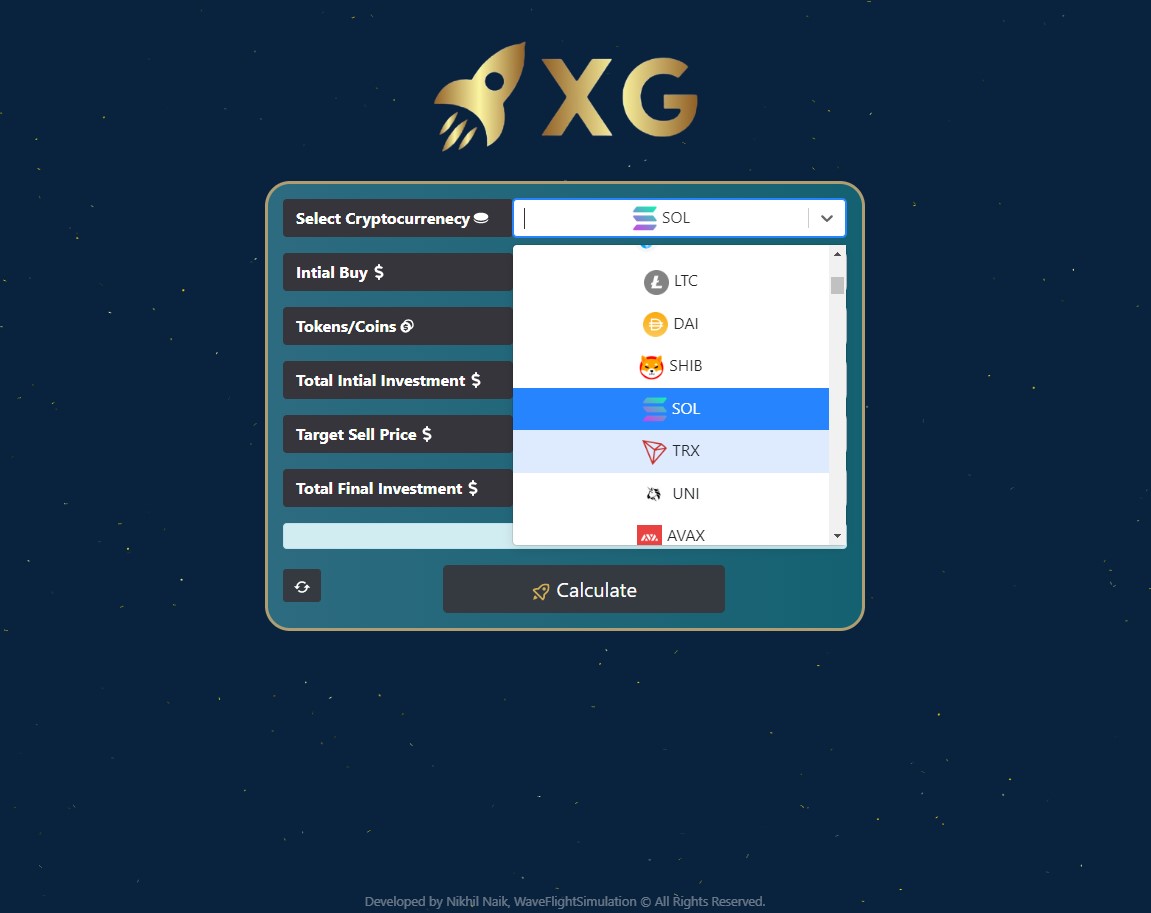 XG
Select Cryptocurrenecy
SOL
Intial Buy $
LTC
Tokens/Coins
DAI
SHIB
Total Intial Investment $
SOL
Target Sell Price $
TRX
Total Final Investment $
UNI
AVAX
Calculate
Developed by Nikhil Naik, WaveFlightSimulation © All Rights Reserved.